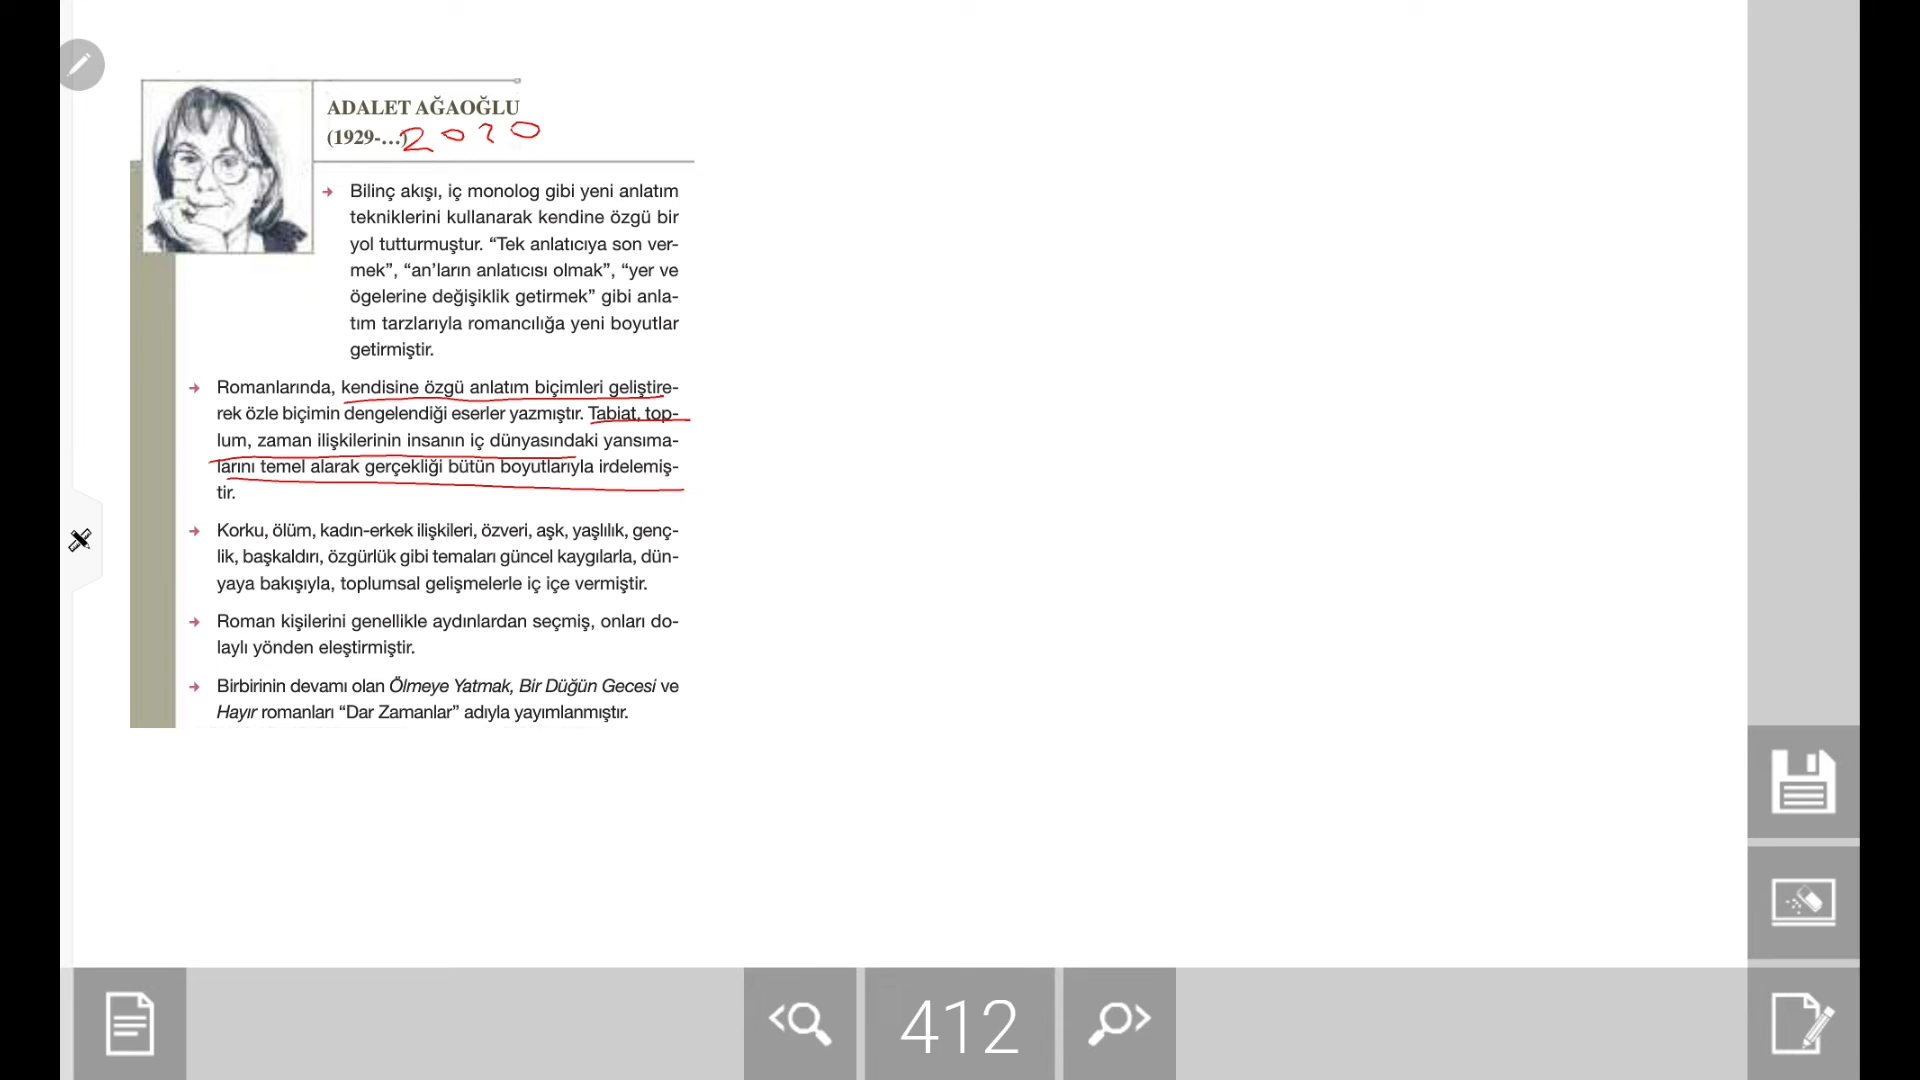 ADALET AĞAOĞLU
(1929-...) 2020
Bilinç akışı, iç monolog gibi yeni anlatım
tekniklerini kullanarak kendine özgü bir
yol tutturmuştur. “Tek anlatıcıya son ver-
mek”, “an’ların anlatıcısı olmak”, “yer ve
ögelerine değişiklik getirmek” gibi anla-
tım tarzlarıyla romancılığa yeni boyutlar
getirmiştir.
Romanlarında, kendisine özgü anlatım biçimleri geliştire-
rek özle biçimin dengelendiği eserler yazmıştır. Tabiat, top-
lum, zaman ilişkilerinin insanın iç dünyasındaki yansıma-
larını temel alarak gerçekliği bütün boyutlarıyla irdelemiş-
tir.
Korku, ölüm, kadın-erkek ilişkileri, özveri, aşk, yaşlılık, genç-
lik, başkaldırı, özgürlük gibi temaları güncel kaygılarla, dün-
yaya bakışıyla, toplumsal gelişmelerle iç içe vermiştir.
Roman kişilerini genellikle aydınlardan seçmiş, onları do-
laylı yönden eleştirmiştir.
Birbirinin devamı olan Ölmeye Yatmak, Bir Düğün Gecesi ve
Hayır romanları “Dar Zamanlar” adıyla yayımlanmıştır.
412